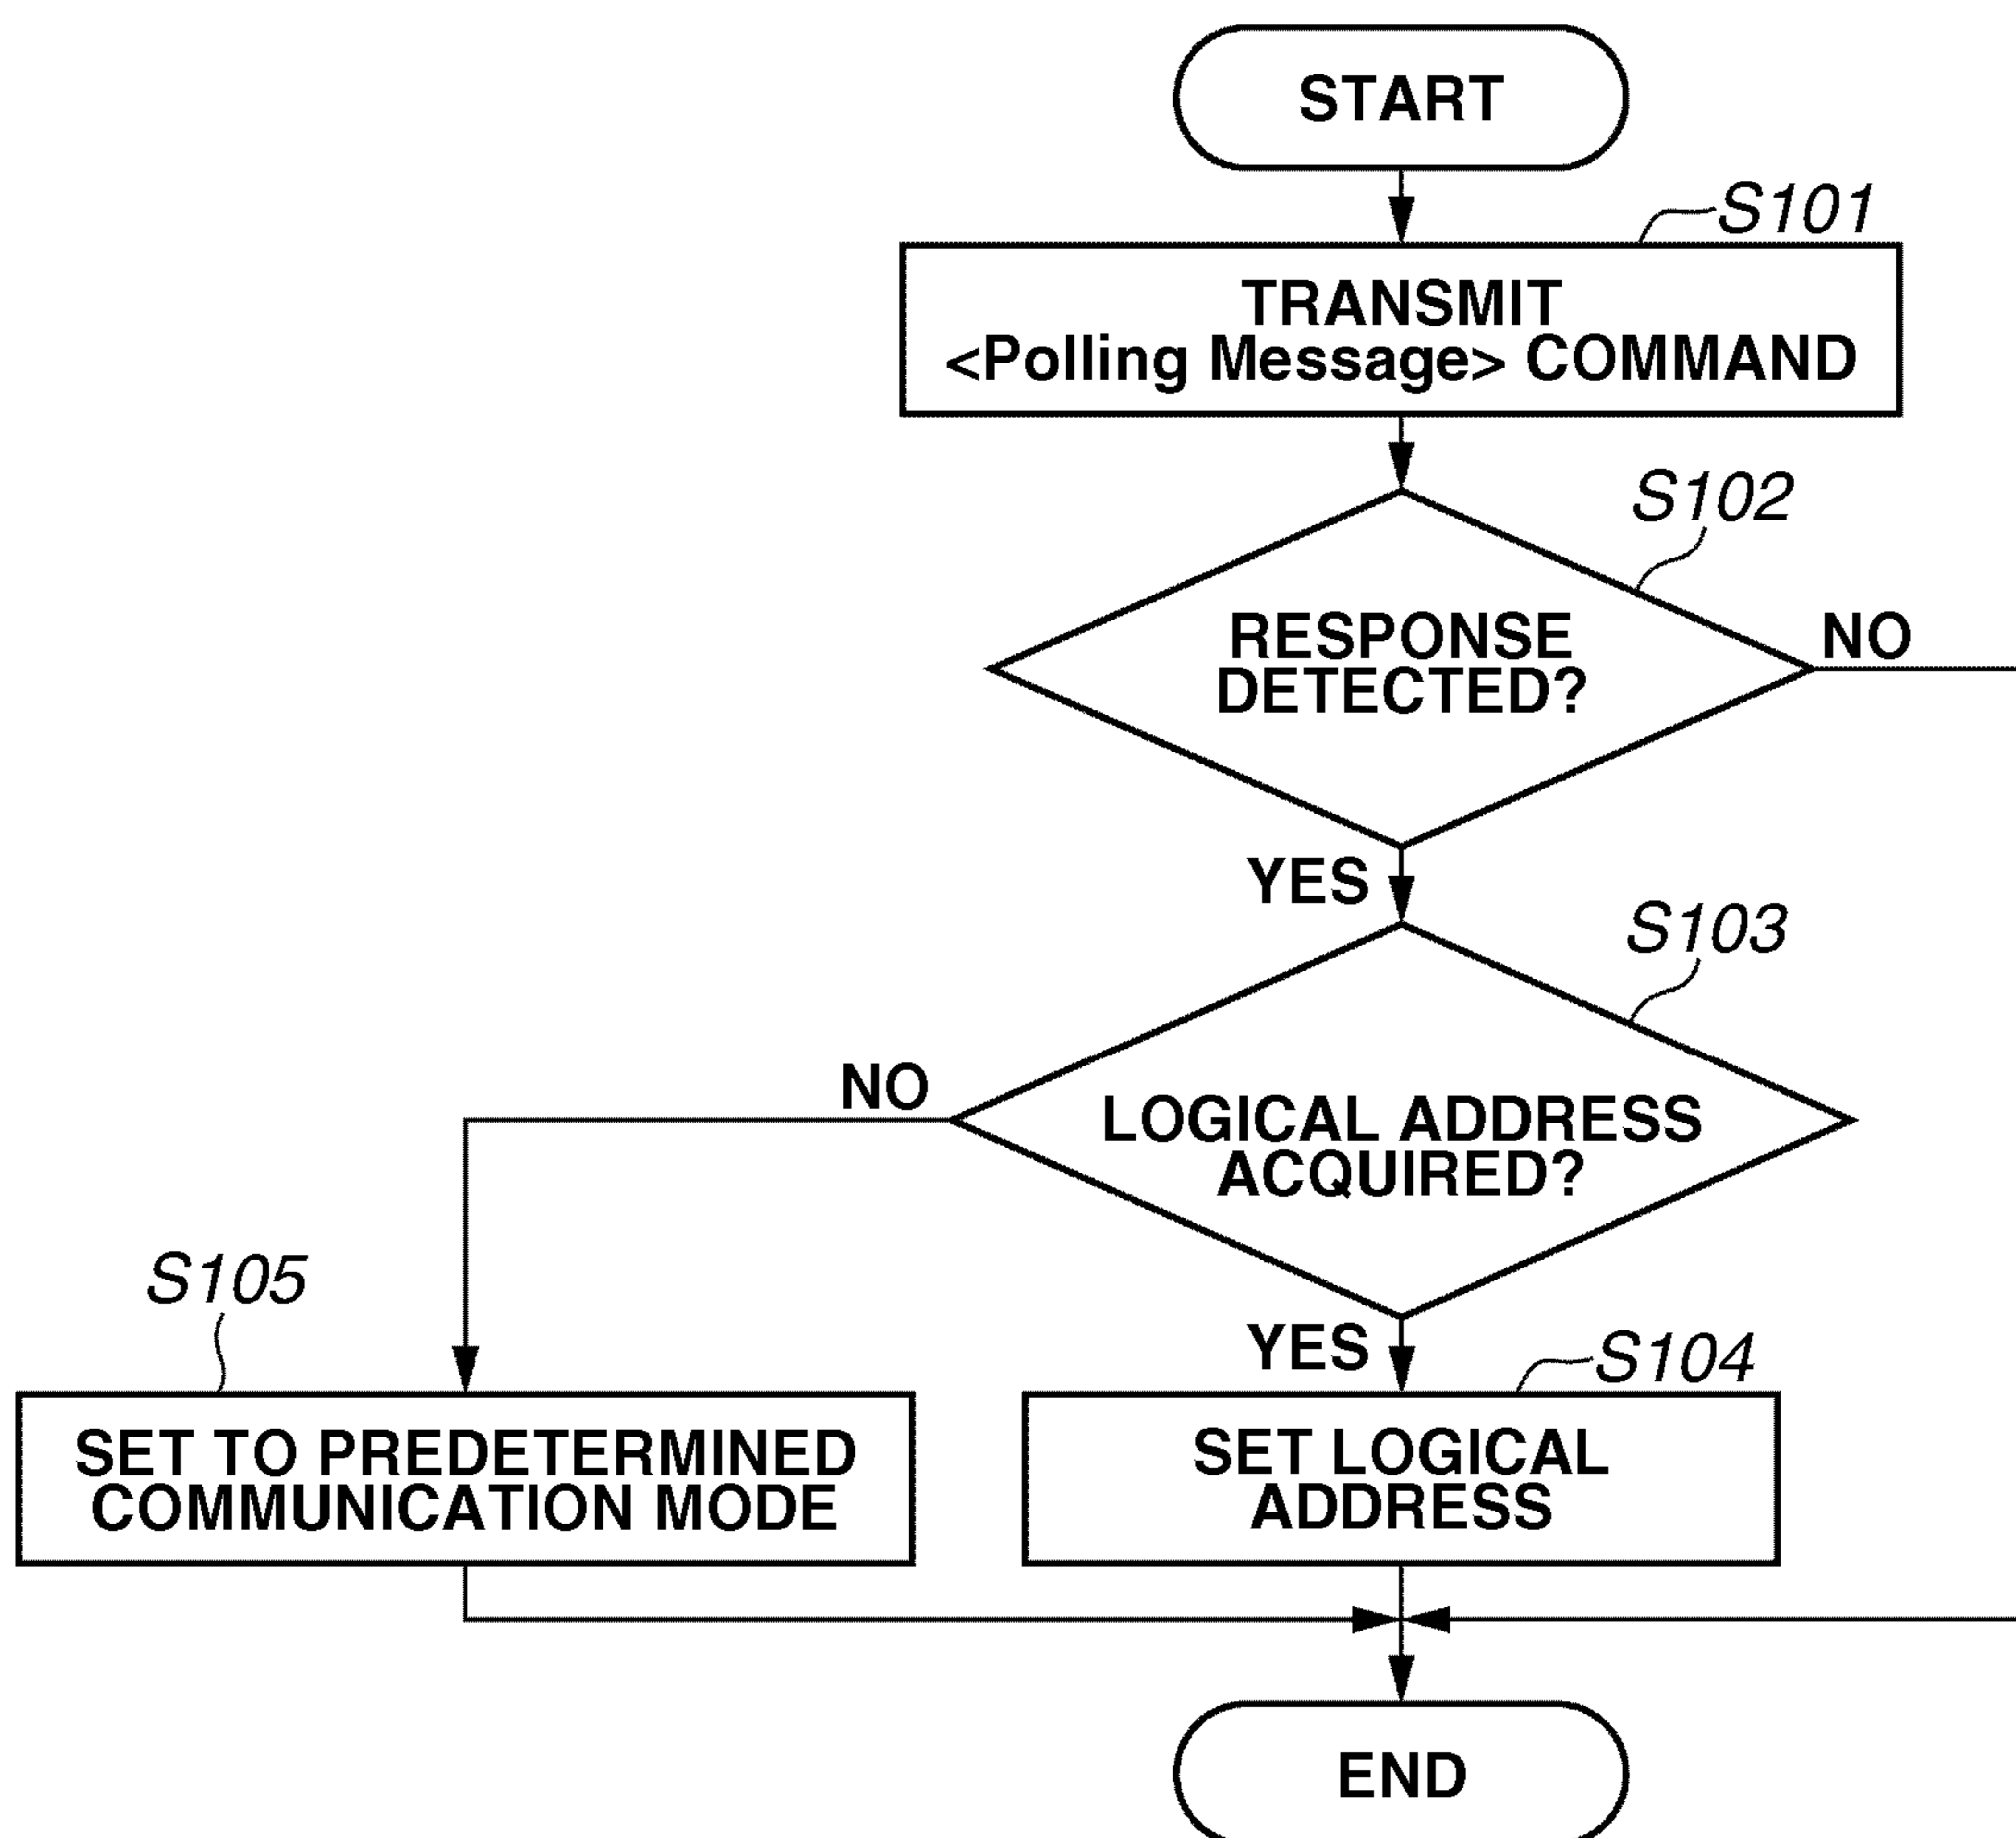 START
S101
TRANSMIT
<Polling Message> COMMAND
S102
RESPONSE
DETECTED?
NO
YES
S103
LOGICAL ADDRESS
ACQUIRED?
NO
YES
S105
S104
SET TO PREDETERMINED
COMMUNICATION MODE
SET LOGICAL
ADDRESS
END